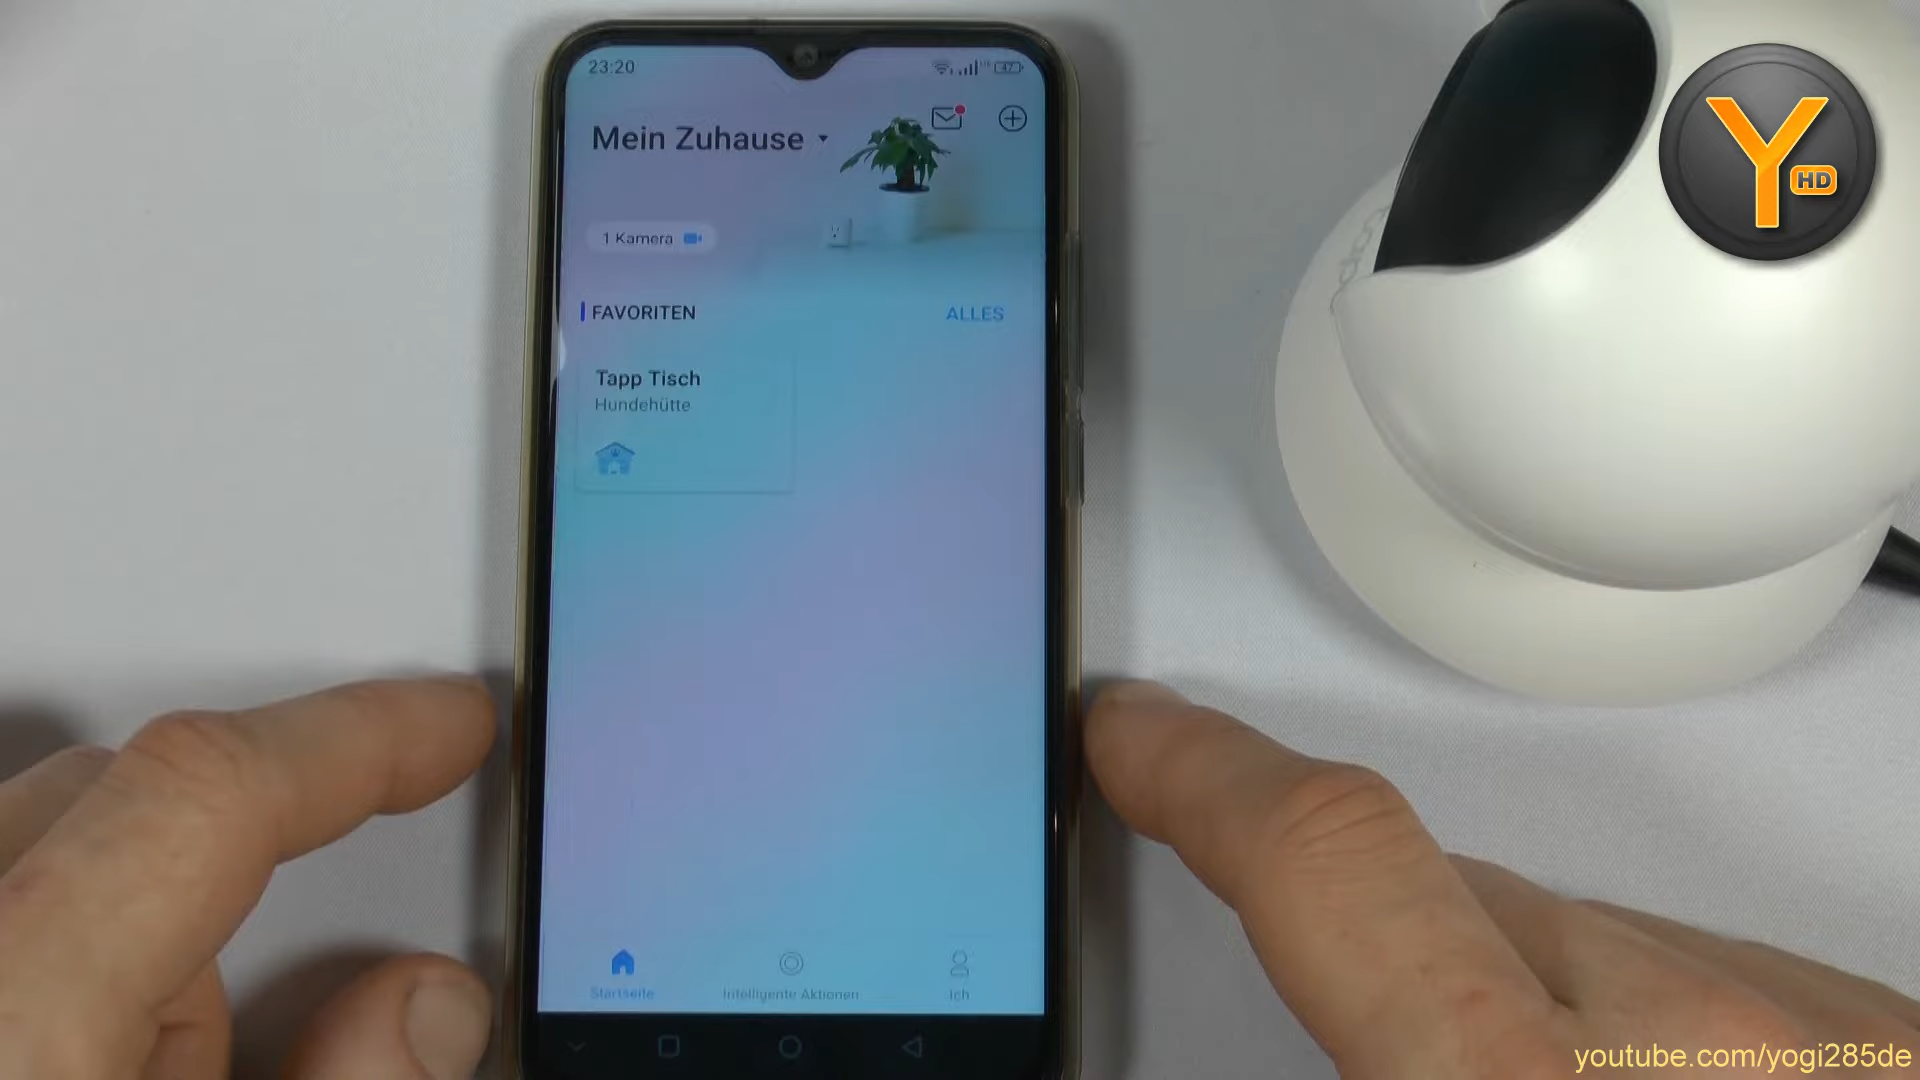 23:20
47
Mein Zuhause
1 Kamera
FAVORITEN
ALLES
Tapp Tisch
Hundehütte
Startseite
Intelligente Aktionen
Ich
Y
HD
youtube.com/yogi285de